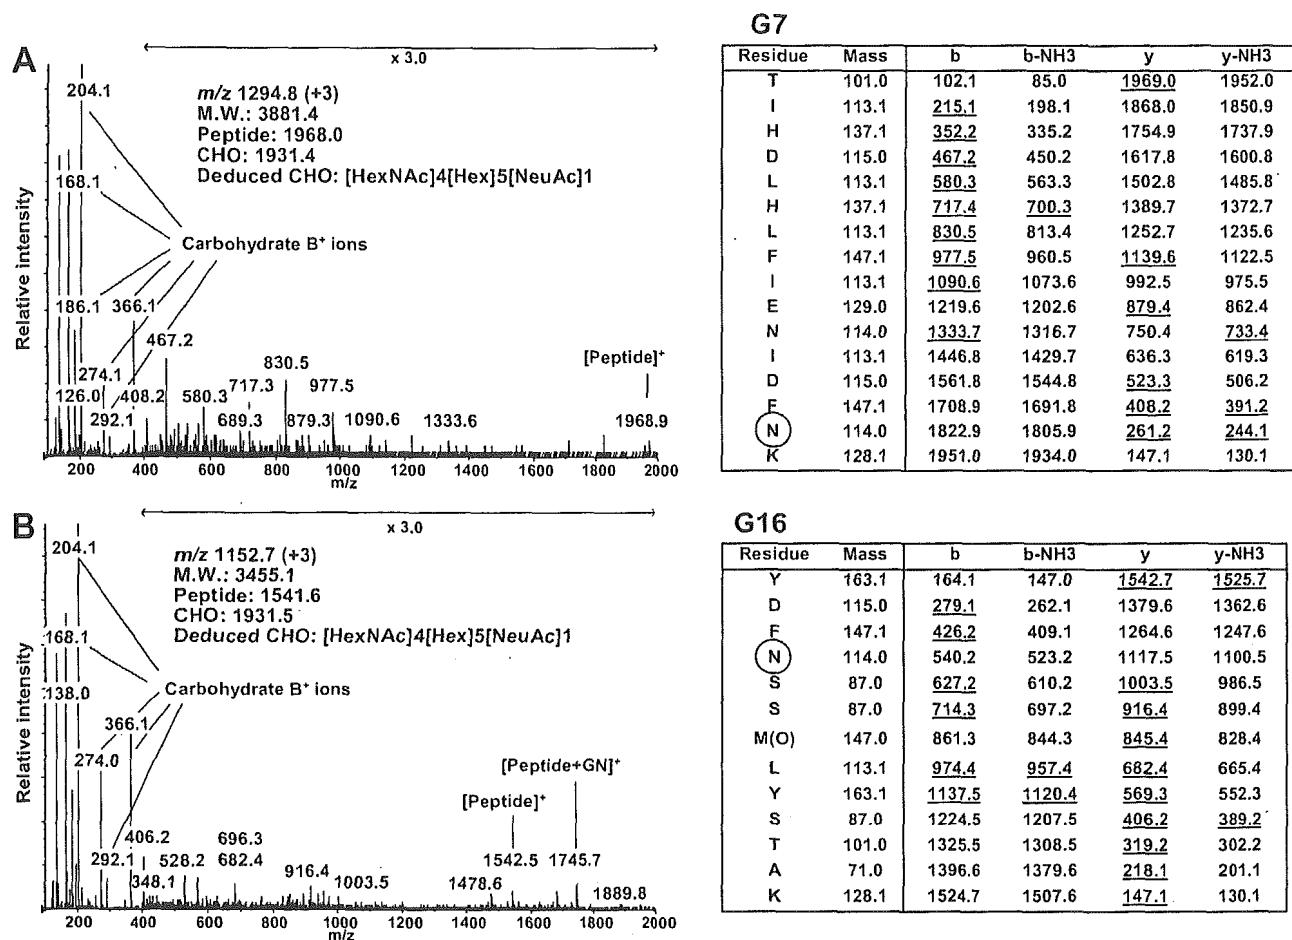 A
x 3.0
204.1
m/z 1294.8 (+3)
M.W.: 3881.4
Peptide: 1968.0
CHO: 1931.4
Deduced CHO: [HexNAc]4[Hex]5[NeuAc]1
168.1
Carbohydrate B+ ions
186.1
366.1
467.2
274.1
830.5
[Peptide]+
126.0
408.2
580.3
717.3
977.5
292.1
689.3
879.3
1090.6
1333.6
1968.9
Relative intensity
200 400 600 800 1000 1200 1400 1600 1800 2000
m/z
G7
Residue Mass b b-NH3 y y-NH3
T 101.0 102.1 85.0 1969.0 1952.0
I 113.1 215.1 198.1 1868.0 1850.9
H 137.1 352.2 335.2 1754.9 1737.9
D 115.0 467.2 450.2 1617.8 1600.8
L 113.1 580.3 563.3 1502.8 1485.8
H 137.1 717.4 700.3 1389.7 1372.7
L 113.1 830.5 813.4 1252.7 1235.6
F 147.1 977.5 960.5 1139.6 1122.5
I 113.1 1090.6 1073.6 992.5 975.5
E 129.0 1219.6 1202.6 879.4 862.4
N 114.0 1333.7 1316.7 750.4 733.4
I 113.1 1446.8 1429.7 636.3 619.3
D 115.0 1561.8 1544.8 523.3 506.2
F 147.1 1708.9 1691.8 408.2 391.2
N 114.0 1822.9 1805.9 261.2 244.1
K 128.1 1951.0 1934.0 147.1 130.1
B
x 3.0
204.1
m/z 1152.7 (+3)
M.W.: 3455.1
Peptide: 1541.6
CHO: 1931.5
Deduced CHO: [HexNAc]4[Hex]5[NeuAc]1
168.1
138.0
Carbohydrate B+ ions
366.1
274.0
[Peptide+GN]+
[Peptide]+
406.2
696.3
292.1
528.2
682.4
348.1
916.4
1003.5
1478.6
1542.5
1745.7
1889.8
Relative intensity
200 400 600 800 1000 1200 1400 1600 1800 2000
m/z
G16
Residue Mass b b-NH3 y y-NH3
Y 163.1 164.1 147.0 1542.7 1525.7
D 115.0 279.1 262.1 1379.6 1362.6
F 147.1 426.2 409.1 1264.6 1247.6
N 114.0 540.2 523.2 1117.5 1100.5
S 87.0 627.2 610.2 1003.5 986.5
S 87.0 714.3 697.2 916.4 899.4
M(O) 147.0 861.3 844.3 845.4 828.4
L 113.1 974.4 957.4 682.4 665.4
Y 163.1 1137.5 1120.4 569.3 552.3
S 87.0 1224.5 1207.5 406.2 389.2
T 101.0 1325.5 1308.5 319.2 302.2
A 71.0 1396.6 1379.6 218.1 201.1
K 128.1 1524.7 1507.6 147.1 130.1